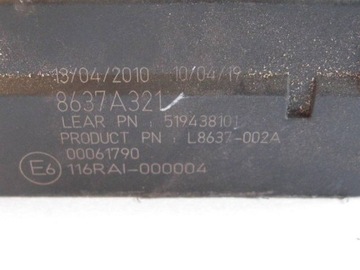 13/04/2010 10/04/19
8637A321
LEAR PN : 519438101
PRODUCT PN : L8637-002A
00061790
E6 116RAI-000004